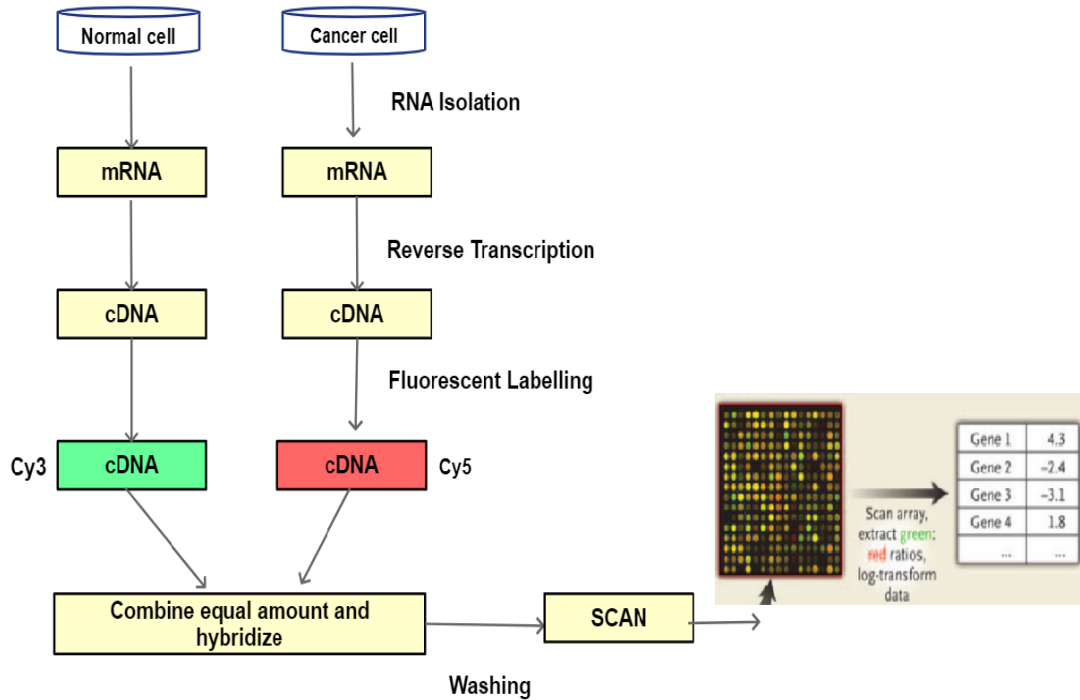 Normal cell
Cancer cell
RNA Isolation
mRNA
mRNA
Reverse Transcription
cDNA
cDNA
Fluorescent Labelling
Cy3
cDNA
cDNA
Cy5
Combine equal amount and
hybridize
SCAN
Washing
Scan array,
extract green:
red ratios,
log-transform
data
Gene 1 4.3
Gene 2 –2.4
Gene 3 –3.1
Gene 4 1.8
... ...